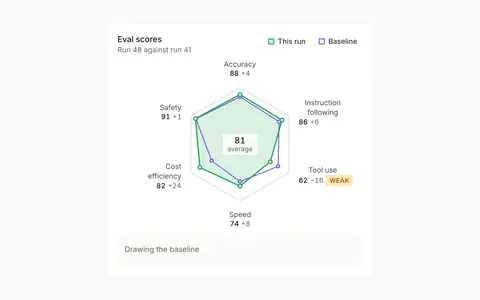 Eval scores
Run 48 against run 41
This run
Baseline
Accuracy
88 +4
Safety
91 +1
Instruction
following
86 +6
81
average
Cost
efficiency
82 +24
Tool use
62 −16 WEAK
Speed
74 +8
Drawing the baseline